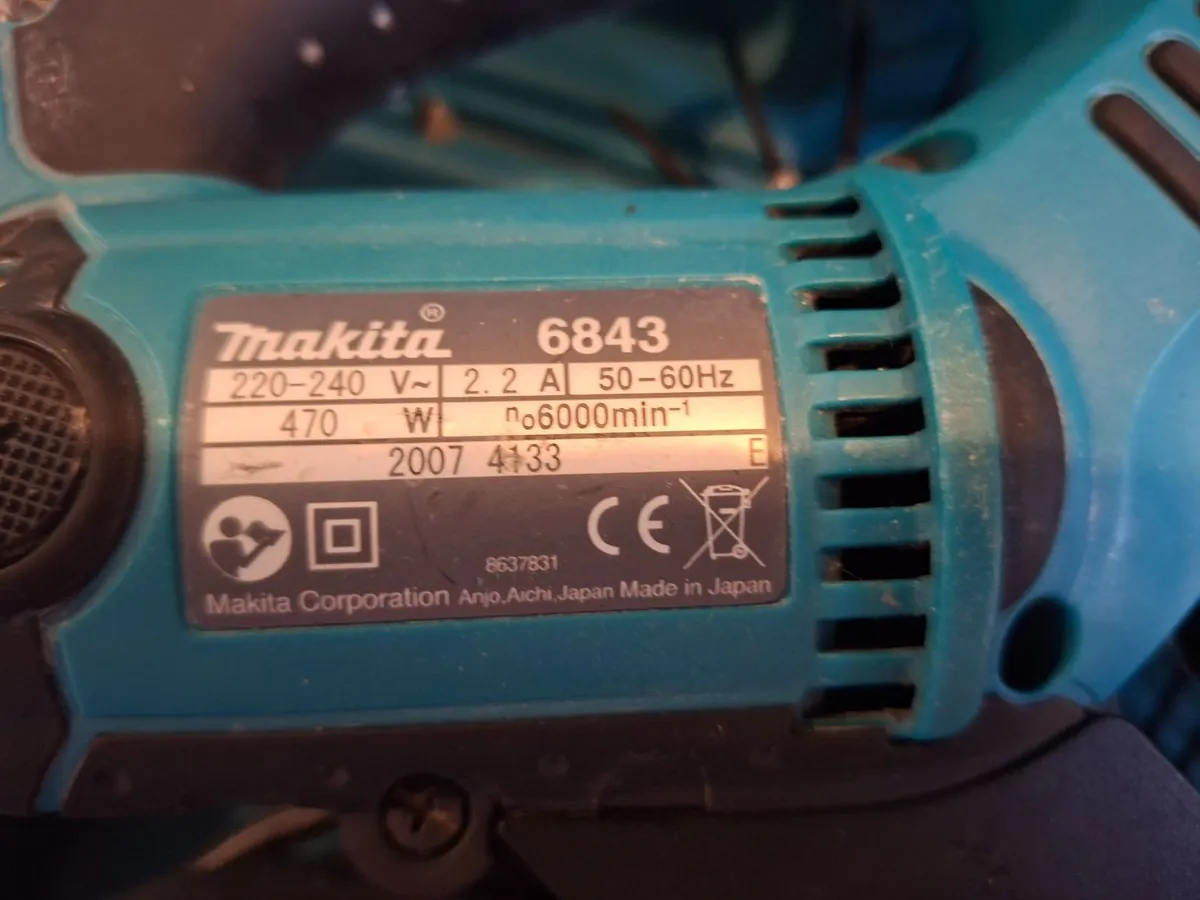 makita® 6843
220-240 V~ 2.2 A 50-60Hz
470 W n₀6000min⁻¹
2007 4133 E
CE
8637831
Makita Corporation Anjo,Aichi,Japan Made in Japan